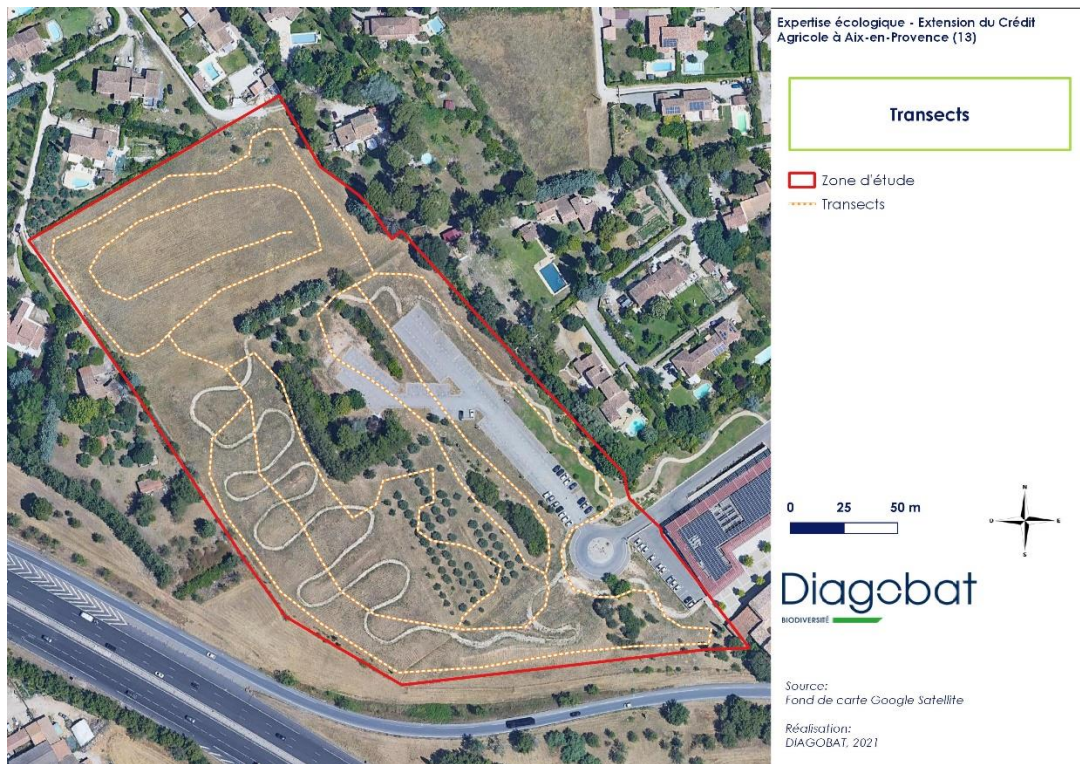 Expertise écologique - Extension du Crédit
Agricole à Aix-en-Provence (13)
Transects
Zone d'étude
Transects
0 25 50 m
N
O E
S
Diagobat
BIODIVERSITÉ
Source:
Fond de carte Google Satellite
Réalisation:
DIAGOBAT, 2021